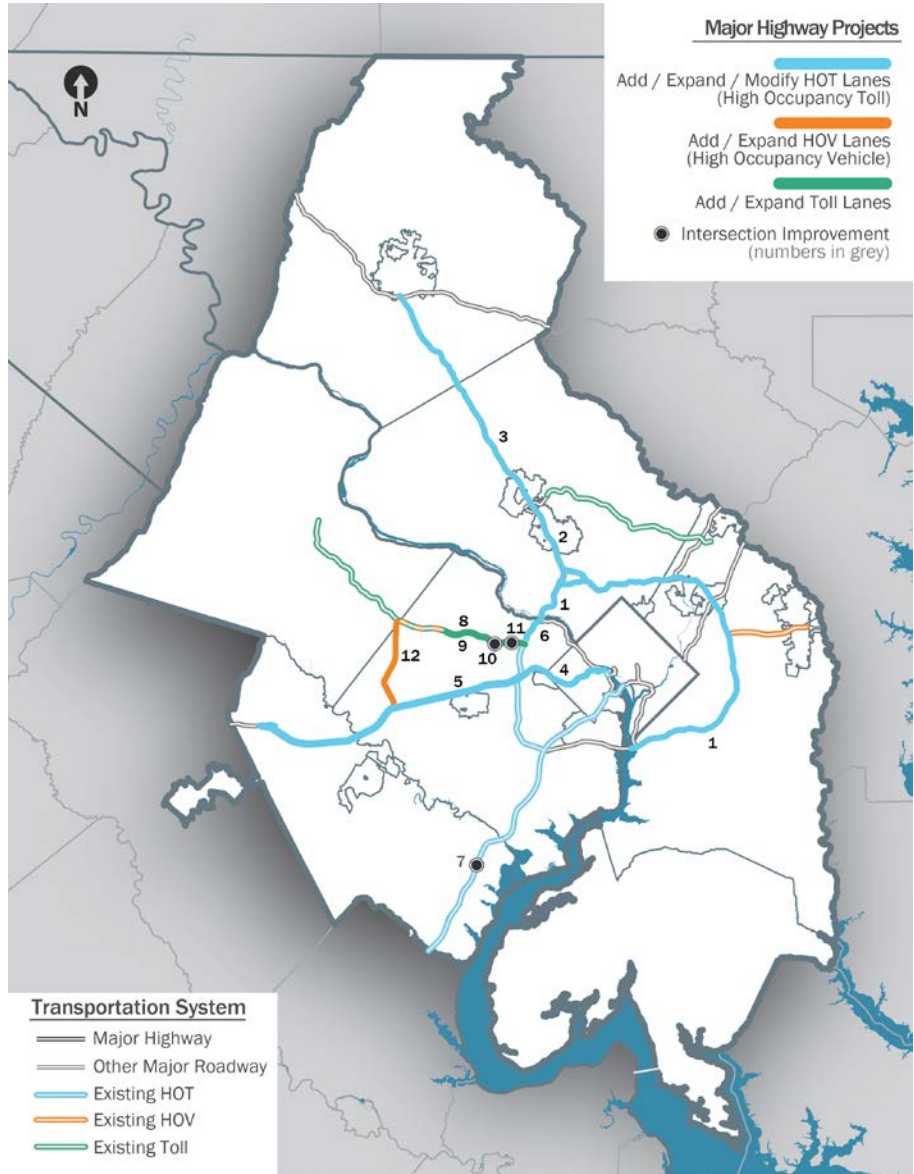 Major Highway Projects
Add / Expand / Modify HOT Lanes
(High Occupancy Toll)
Add / Expand HOV Lanes
(High Occupancy Vehicle)
Add / Expand Toll Lanes
Intersection Improvement
(numbers in grey)
N
3
2
1
8
11
6
9
10
12
4
5
1
7
Transportation System
Major Highway
Other Major Roadway
Existing HOT
Existing HOV
Existing Toll